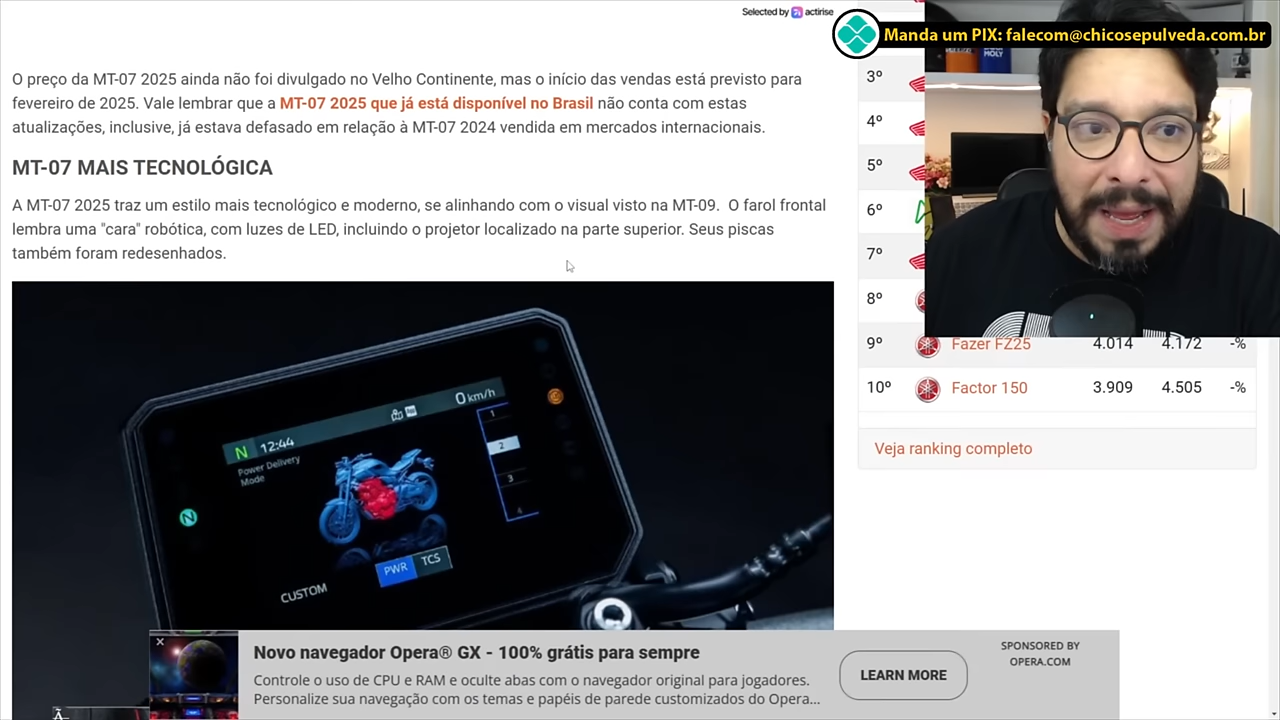 Selected by actirise
Manda um PIX: falecom@chicosepulveda.com.br
MOLY
O preço da MT-07 2025 ainda não foi divulgado no Velho Continente, mas o início das vendas está previsto para
fevereiro de 2025. Vale lembrar que a MT-07 2025 que já está disponível no Brasil não conta com estas
atualizações, inclusive, já estava defasado em relação à MT-07 2024 vendida em mercados internacionais.
MT-07 MAIS TECNOLÓGICA
A MT-07 2025 traz um estilo mais tecnológico e moderno, se alinhando com o visual visto na MT-09. O farol frontal
lembra uma "cara" robótica, com luzes de LED, incluindo o projetor localizado na parte superior. Seus piscas
também foram redesenhados.
3º
4º
5º
6º
7º
8º
9º Fazer FZ25 4.014 4.172 -%
10º Factor 150 3.909 4.505 -%
Veja ranking completo
0 km/h
N 12:44
Power Delivery
Mode
1
2
3
4
N
PWR TCS
CUSTOM
Novo navegador Opera® GX - 100% grátis para sempre
Controle o uso de CPU e RAM e oculte abas com o navegador original para jogadores.
Personalize sua navegação com os temas e papéis de parede customizados do Opera...
LEARN MORE
SPONSORED BY
OPERA.COM